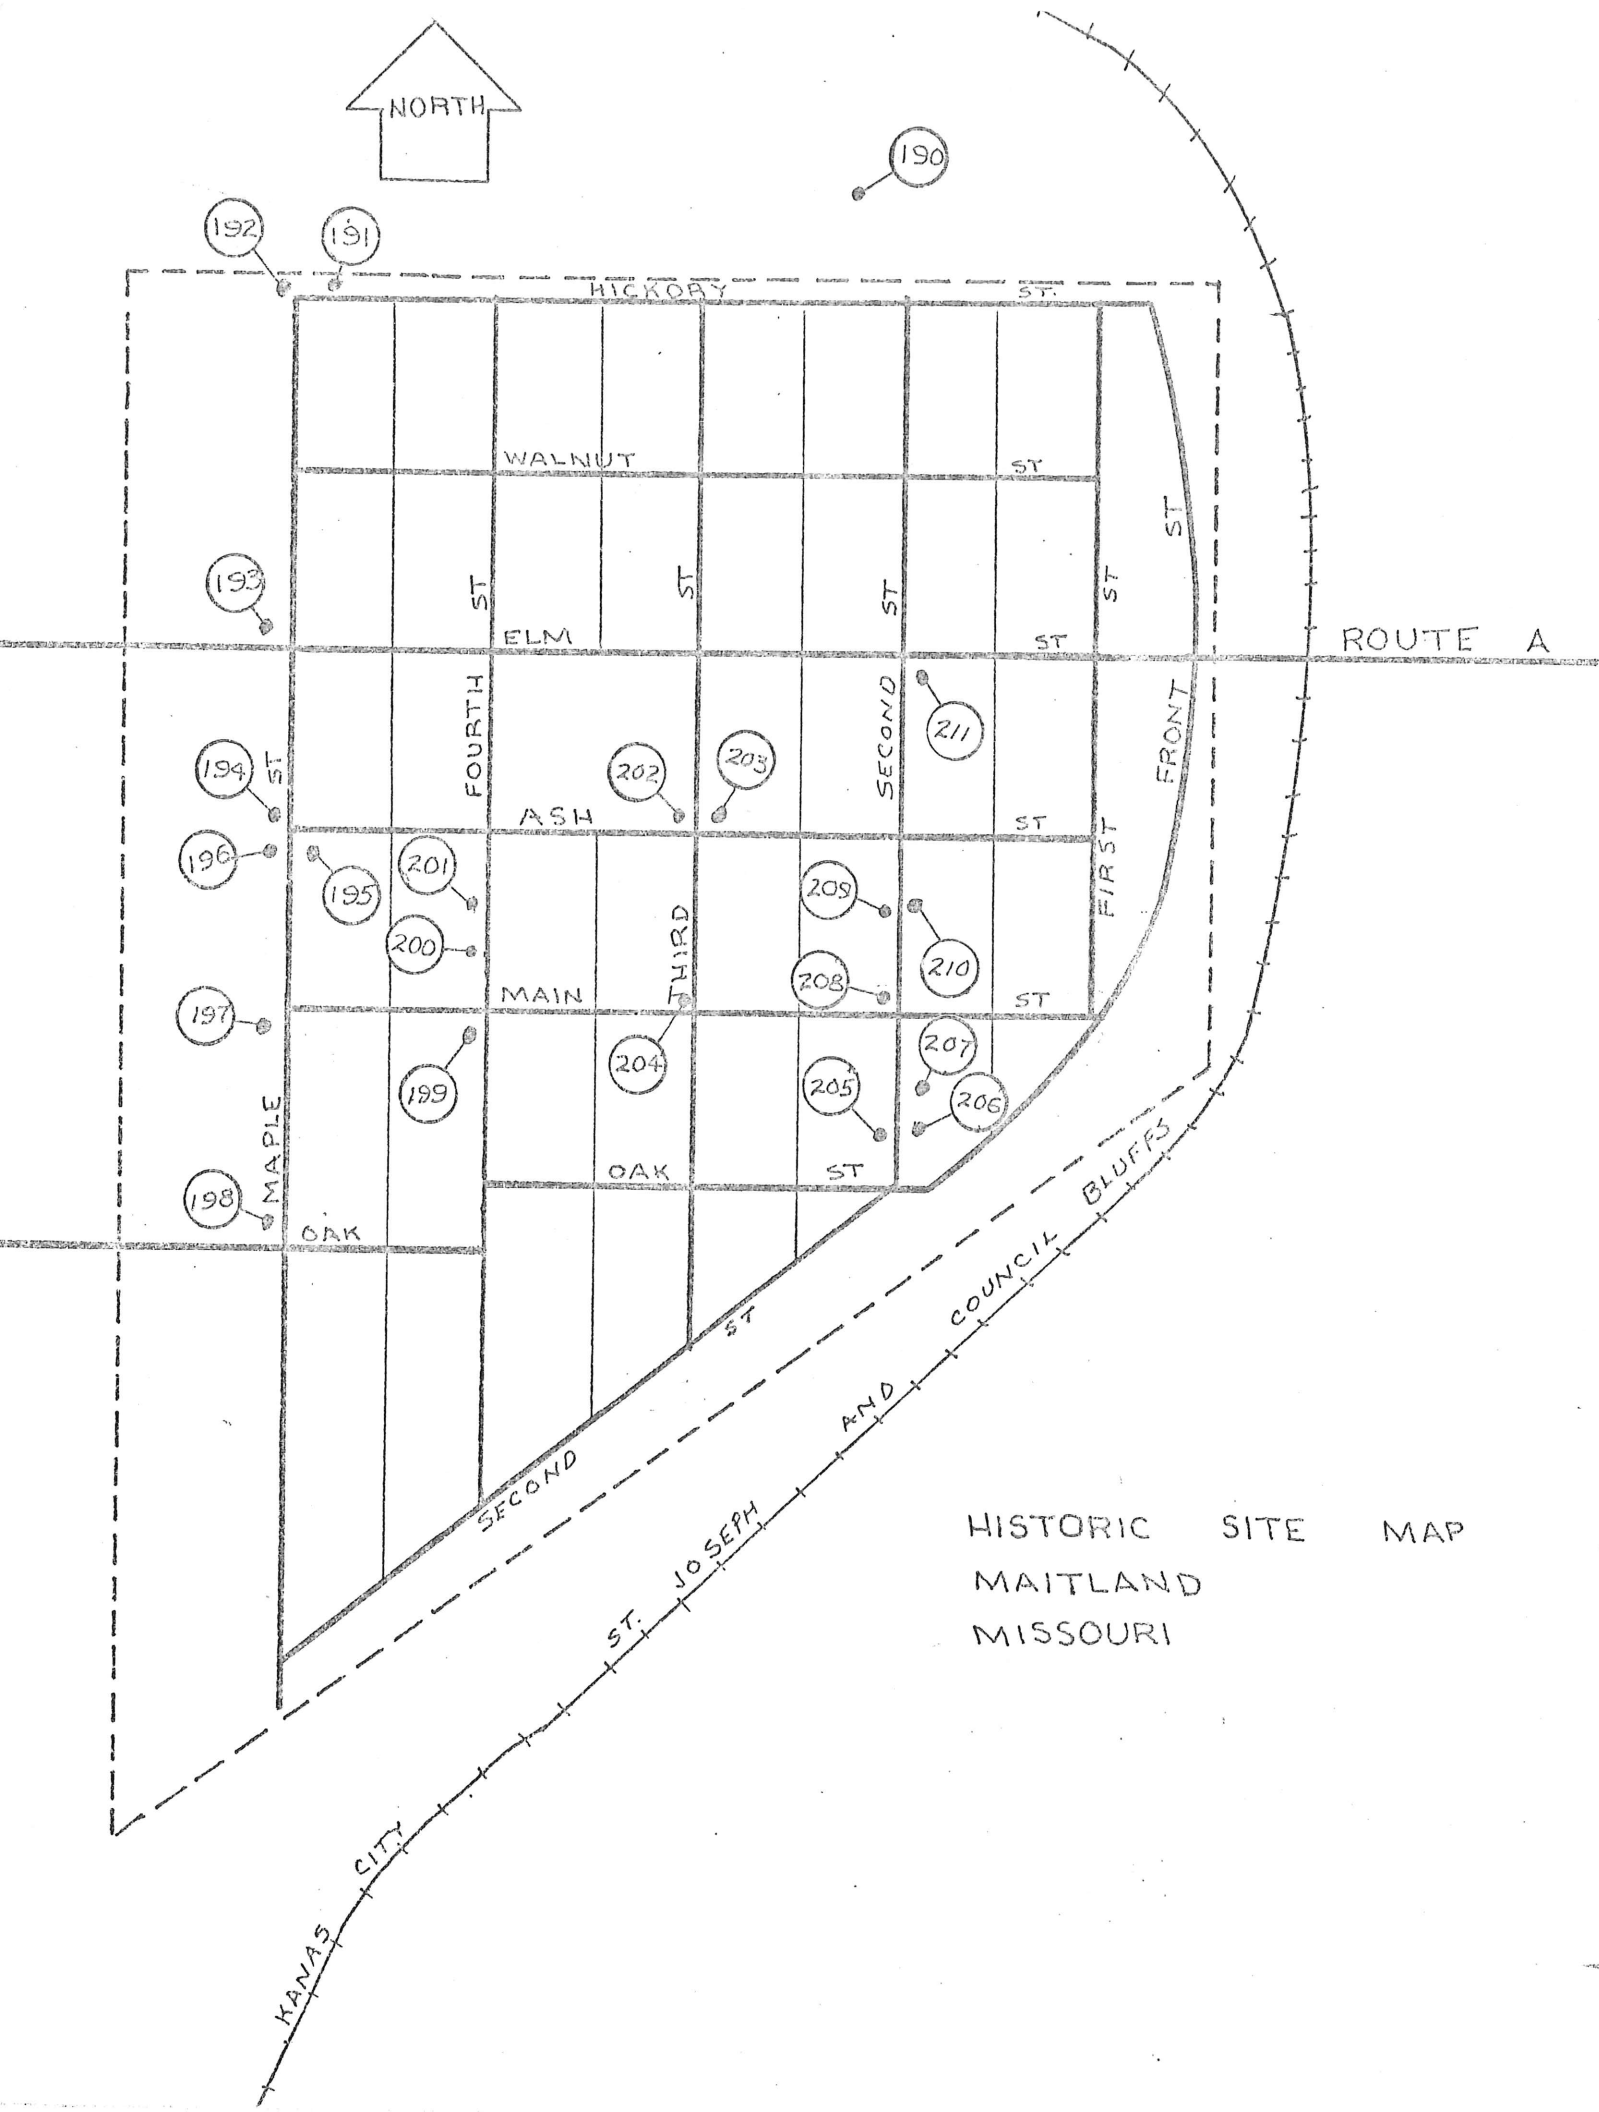 NORTH
190
192
191
HICKORY ST.
WALNUT ST
193
ST
ST
ST
ST
ST
ELM ST
ROUTE A
FOURTH
SECOND
FRONT
211
194
ST
202
203
ASH ST
196
195
201
200
209
210
208
THIRD
FIRST
MAIN ST
197
199
204
205
207
206
MAPLE
198
OAK ST
OAK
SECOND ST
KANAS CITY ST. JOSEPH AND COUNCIL BLUFFS
HISTORIC SITE MAP
MAITLAND
MISSOURI